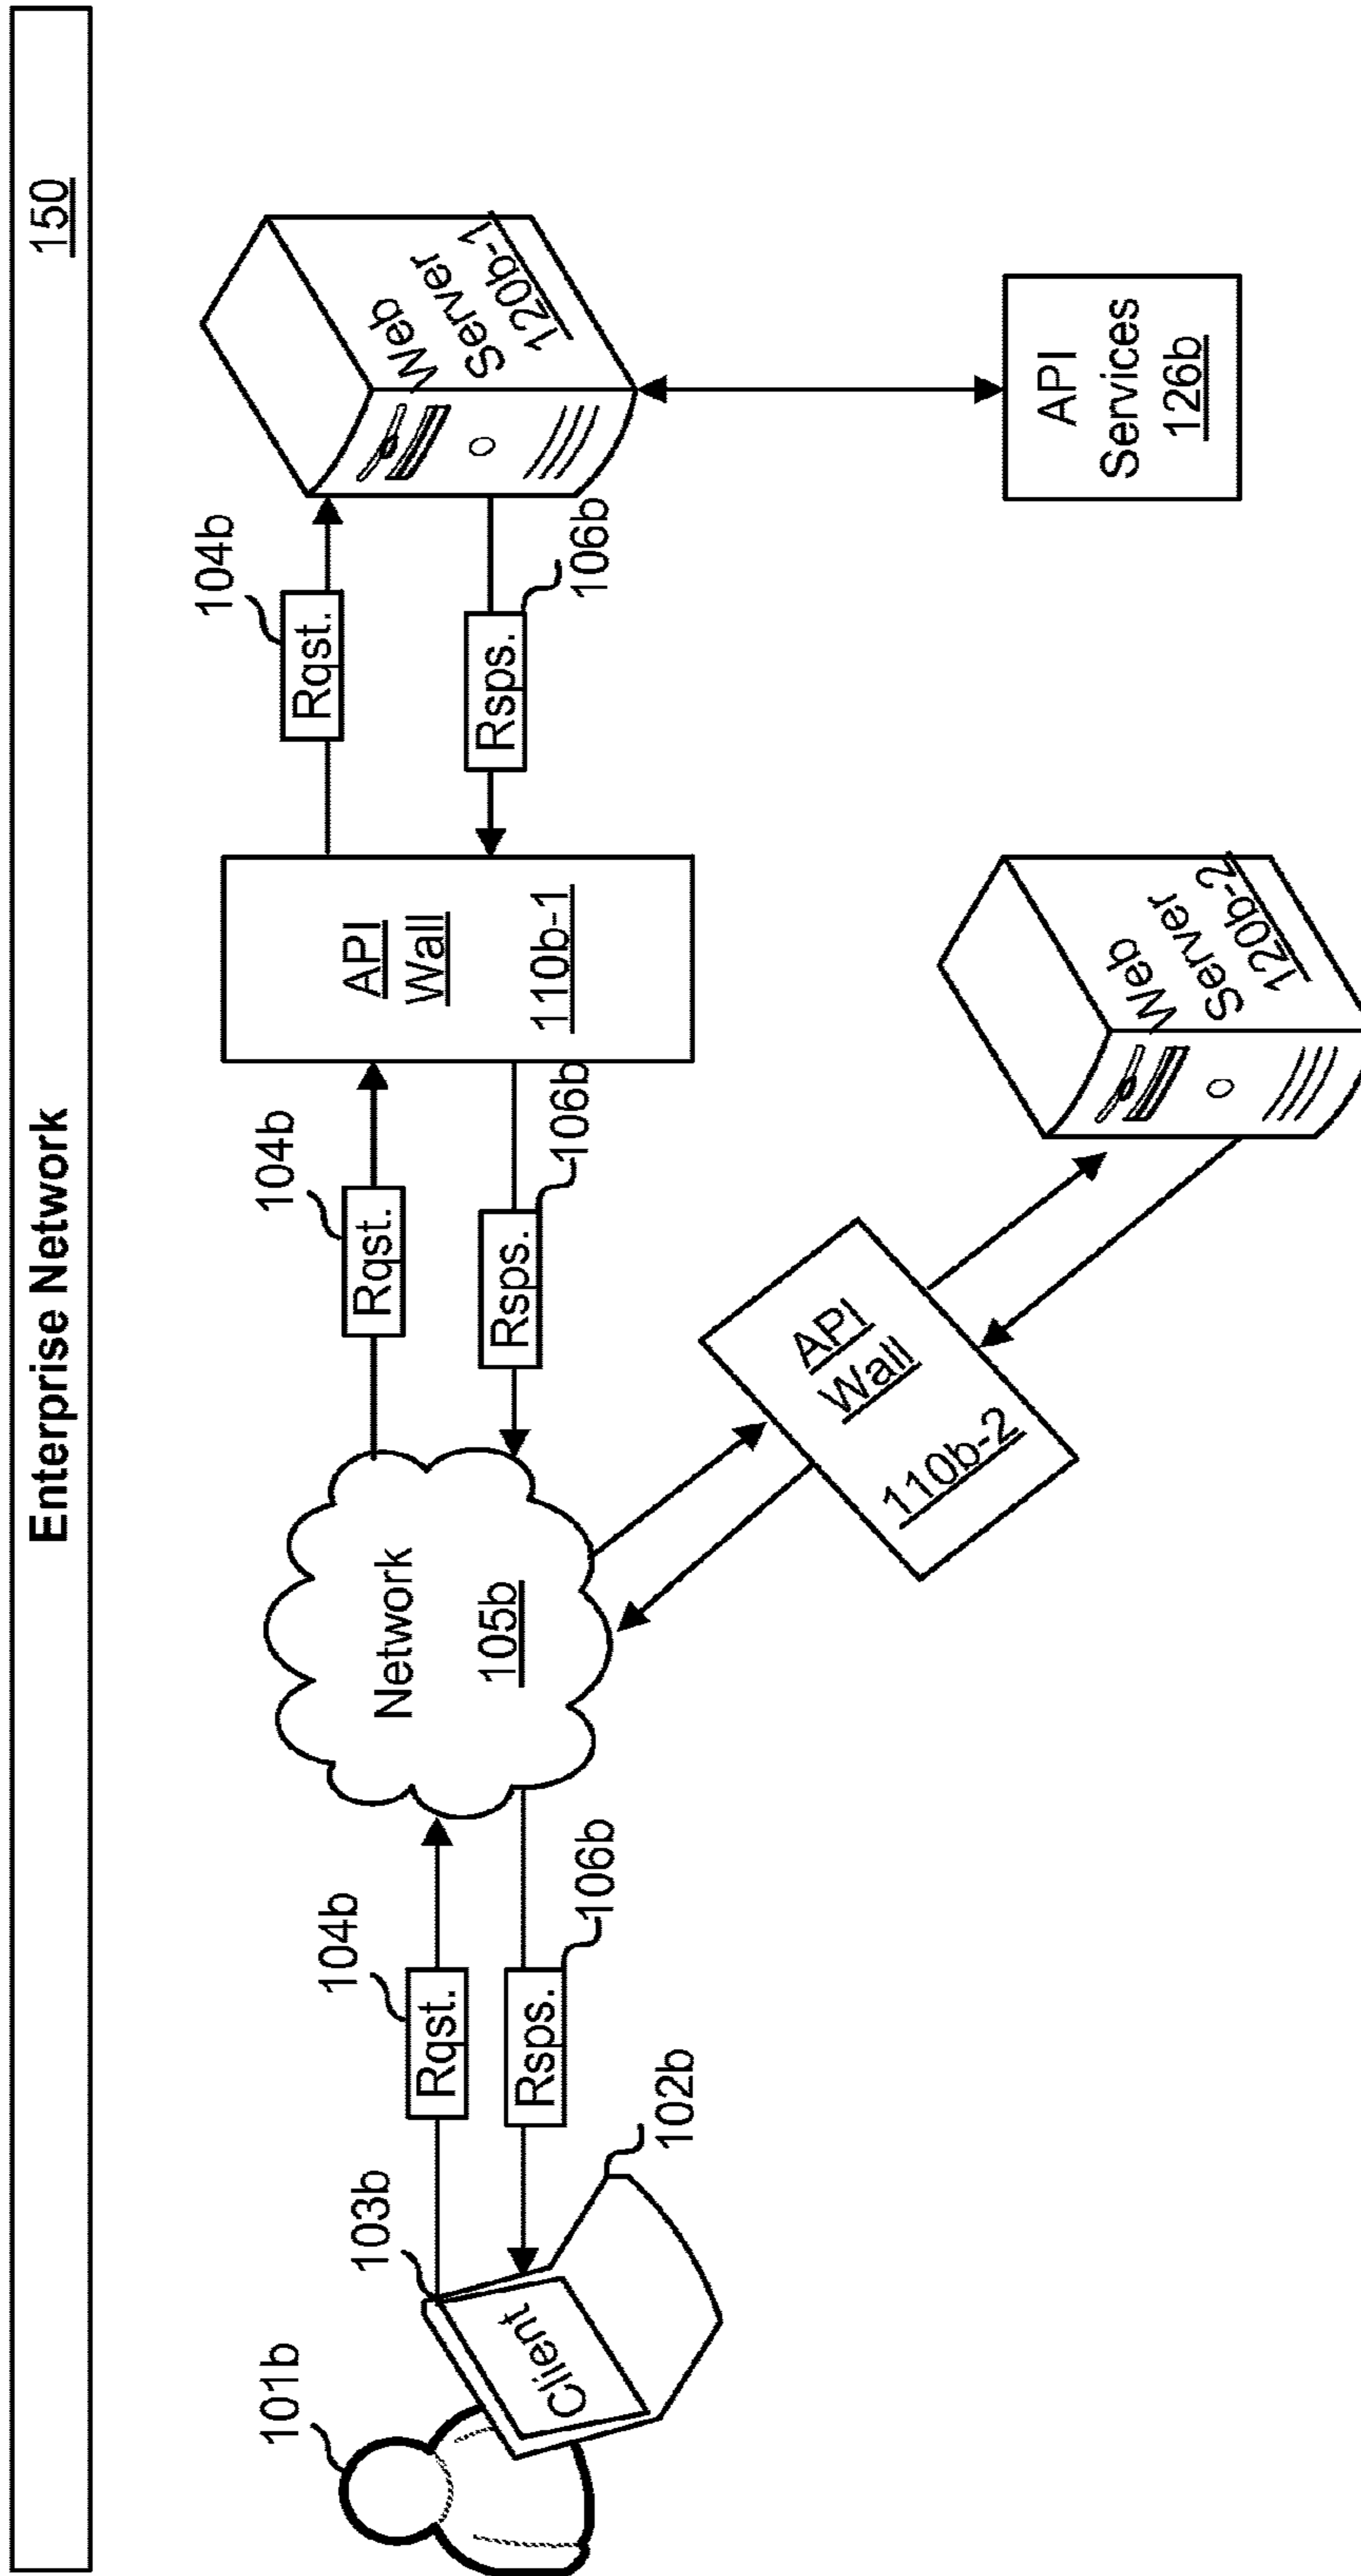 Enterprise Network 150
101b
103b
Client
102b
104b
Rqst.
Rsps.
106b
Network
105b
104b
Rqst.
Rsps.
106b
API
Wall
110b-1
104b
Rqst.
Rsps.
106b
Web
Server
120b-1
API
Services
126b
API
Wall
110b-2
Web
Server
120b-2